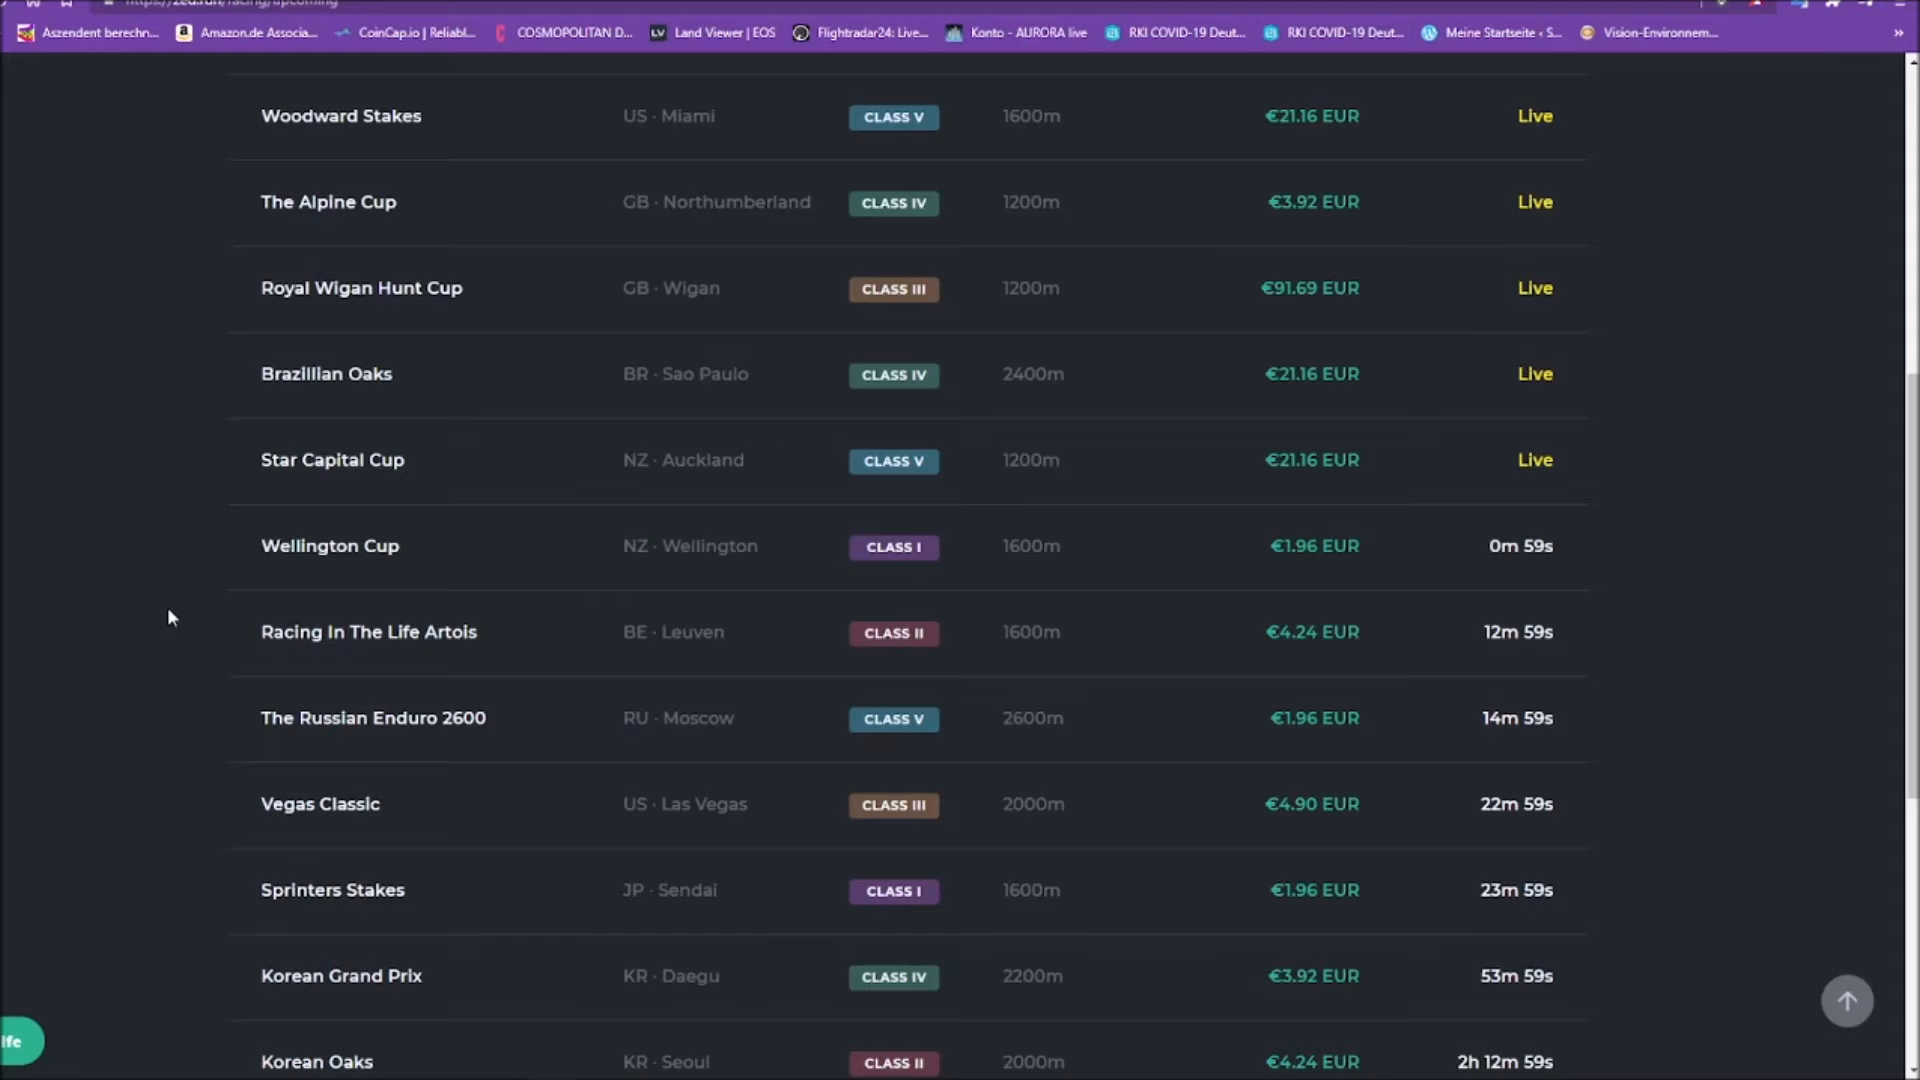 https://zed.run/racing/upcoming
Aszendent berechn... Amazon.de Associa... CoinCap.io | Reliabl... COSMOPOLITAN D... LV Land Viewer | EOS Flightradar24: Live... Konto - AURORA live RKI COVID-19 Deut... RKI COVID-19 Deut... Meine Startseite ‹ S... Vision-Environnem... »
Woodward Stakes US · Miami CLASS V 1600m €21.16 EUR Live
The Alpine Cup GB · Northumberland CLASS IV 1200m €3.92 EUR Live
Royal Wigan Hunt Cup GB · Wigan CLASS III 1200m €91.69 EUR Live
Brazillian Oaks BR · Sao Paulo CLASS IV 2400m €21.16 EUR Live
Star Capital Cup NZ · Auckland CLASS V 1200m €21.16 EUR Live
Wellington Cup NZ · Wellington CLASS I 1600m €1.96 EUR 0m 59s
Racing In The Life Artois BE · Leuven CLASS II 1600m €4.24 EUR 12m 59s
The Russian Enduro 2600 RU · Moscow CLASS V 2600m €1.96 EUR 14m 59s
Vegas Classic US · Las Vegas CLASS III 2000m €4.90 EUR 22m 59s
Sprinters Stakes JP · Sendai CLASS I 1600m €1.96 EUR 23m 59s
Korean Grand Prix KR · Daegu CLASS IV 2200m €3.92 EUR 53m 59s
ife
Korean Oaks KR · Seoul CLASS II 2000m €4.24 EUR 2h 12m 59s